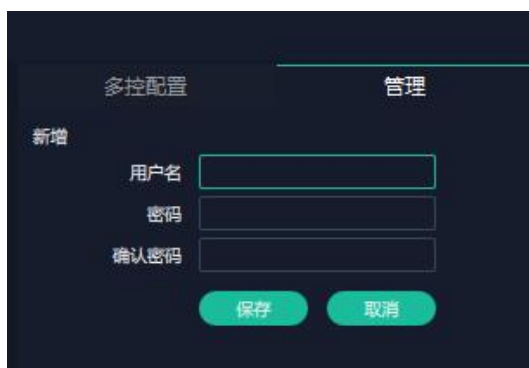 多控配置 管理
新增
用户名
密码
确认密码
保存 取消